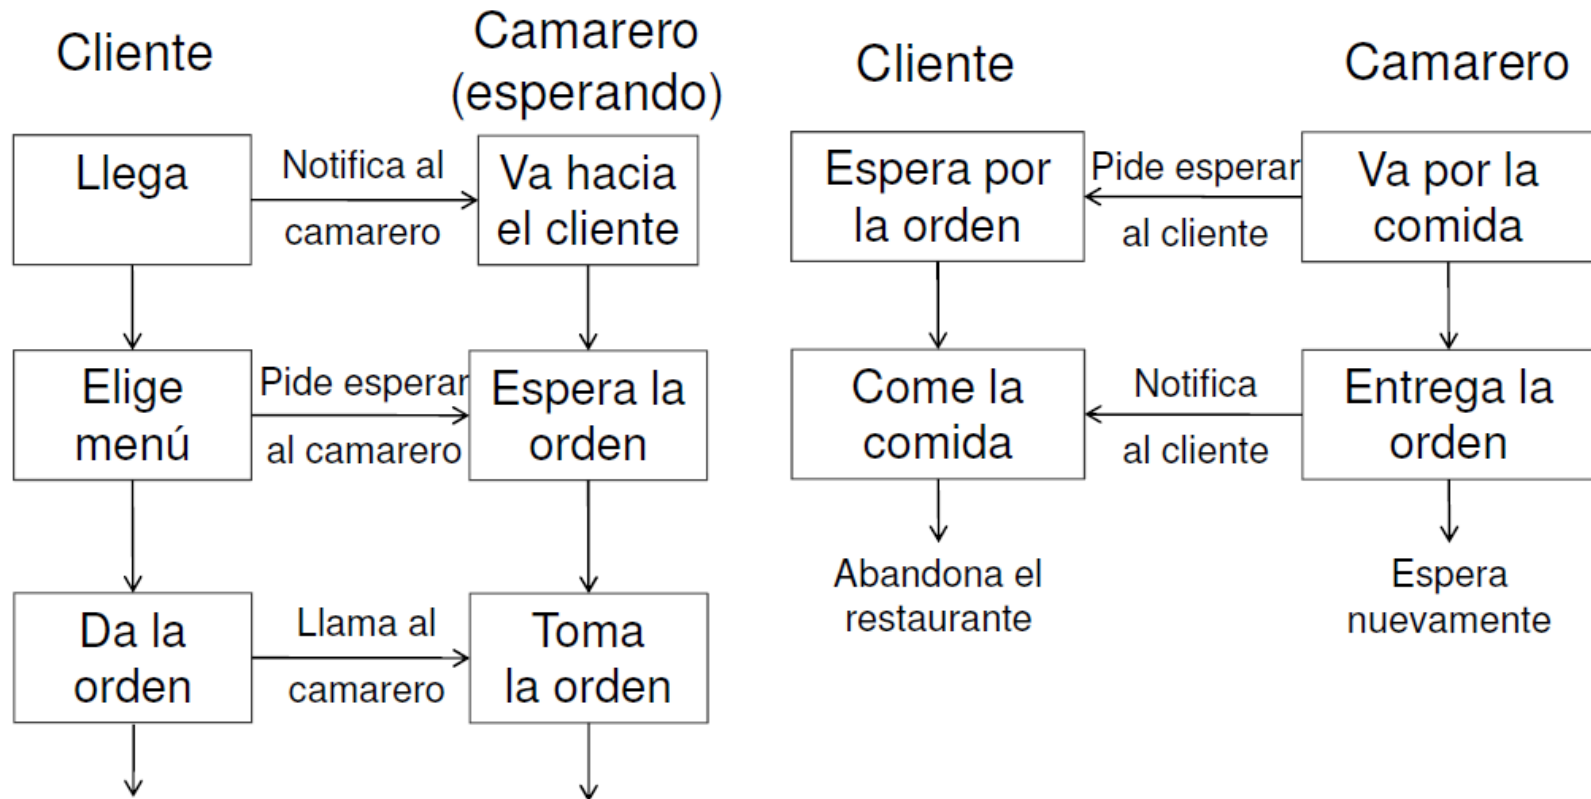 Cliente
Camarero
(esperando)
Llega
Notifica al
camarero
Va hacia
el cliente
Elige
menú
Pide esperar
al camarero
Espera la
orden
Da la
orden
Llama al
camarero
Toma
la orden
Cliente
Camarero
Espera por
la orden
Pide esperar
al cliente
Va por la
comida
Come la
comida
Notifica
al cliente
Entrega la
orden
Abandona el
restaurante
Espera
nuevamente